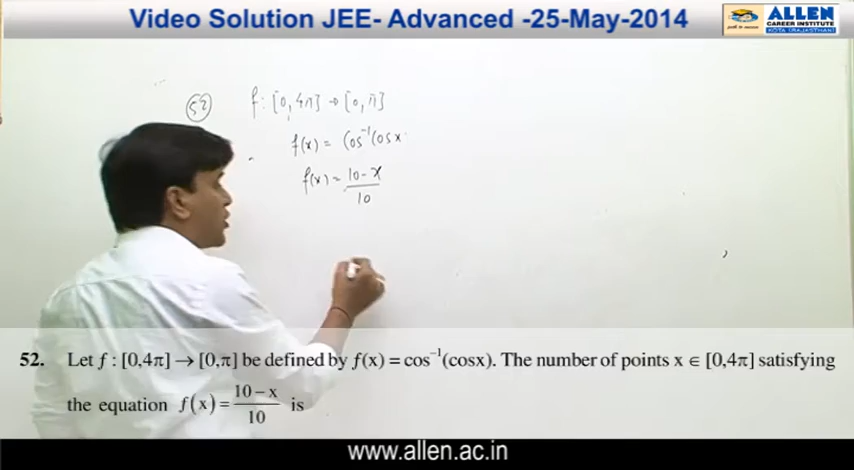 Video Solution JEE- Advanced -25-May-2014
ALLEN
CAREER INSTITUTE
KOTA (RAJASTHAN)
52 f : [0, 4π] → [0, π]
f(x) = Cos⁻¹ Cos x
f(x) = (10 - x)/10
52. Let f : [0,4π] → [0,π] be defined by f(x) = cos⁻¹(cosx). The number of points x ∈ [0,4π] satisfying
the equation f(x) = (10 – x)/10 is
www.allen.ac.in